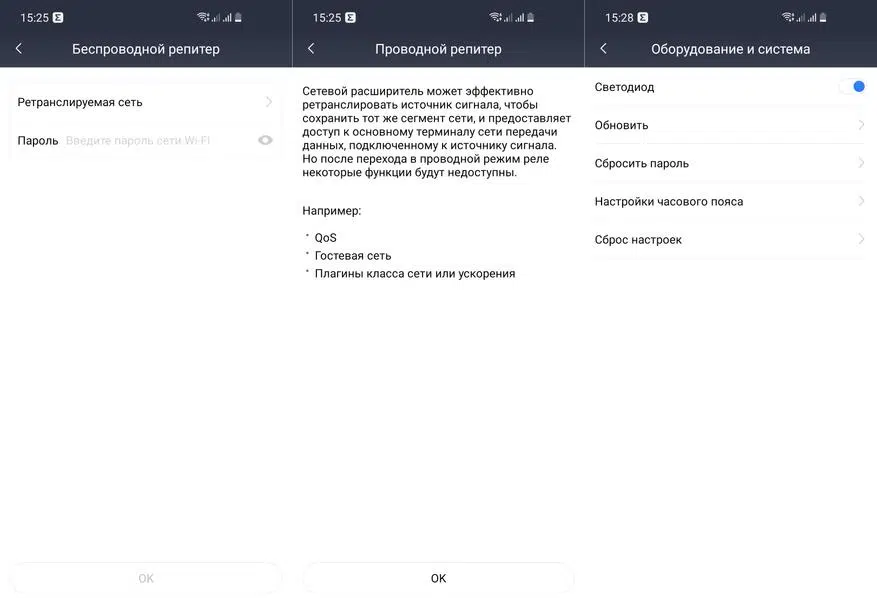 15:25
Беспроводной репитер
Ретранслируемая сеть
Пароль Введите пароль сети Wi-Fi
OK
15:25
Проводной репитер
Сетевой расширитель может эффективно
ретранслировать источник сигнала, чтобы
сохранить тот же сегмент сети, и предоставляет
доступ к основному терминалу сети передачи
данных, подключенному к источнику сигнала.
Но после перехода в проводной режим реле
некоторые функции будут недоступны.
Например:
* QoS
* Гостевая сеть
* Плагины класса сети или ускорения
OK
15:28
Оборудование и система
Светодиод
Обновить
Сбросить пароль
Настройки часового пояса
Сброс настроек